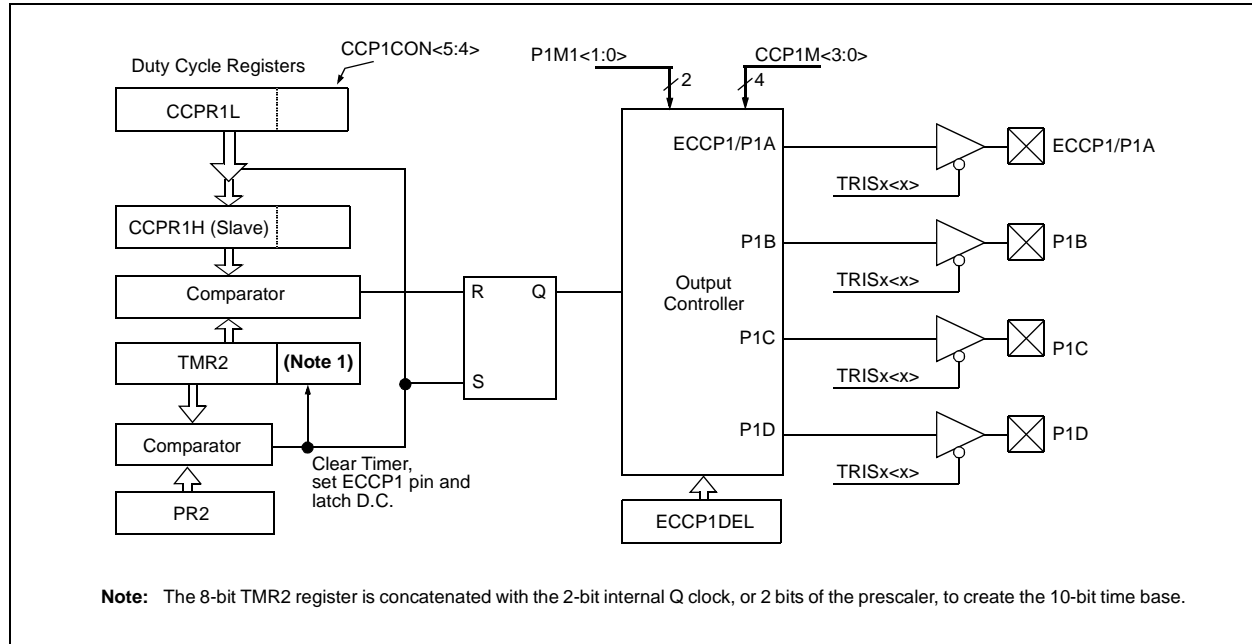 CCP1CON<5:4>
Duty Cycle Registers
CCPR1L
CCPR1H (Slave)
Comparator
TMR2
(Note 1)
Comparator
PR2
Clear Timer,
set ECCP1 pin and
latch D.C.
R
Q
S
P1M1<1:0>
2
CCP1M<3:0>
4
ECCP1/P1A
P1B
Output
Controller
P1C
P1D
ECCP1DEL
TRISx<x>
ECCP1/P1A
TRISx<x>
P1B
TRISx<x>
P1C
TRISx<x>
P1D
Note: The 8-bit TMR2 register is concatenated with the 2-bit internal Q clock, or 2 bits of the prescaler, to create the 10-bit time base.